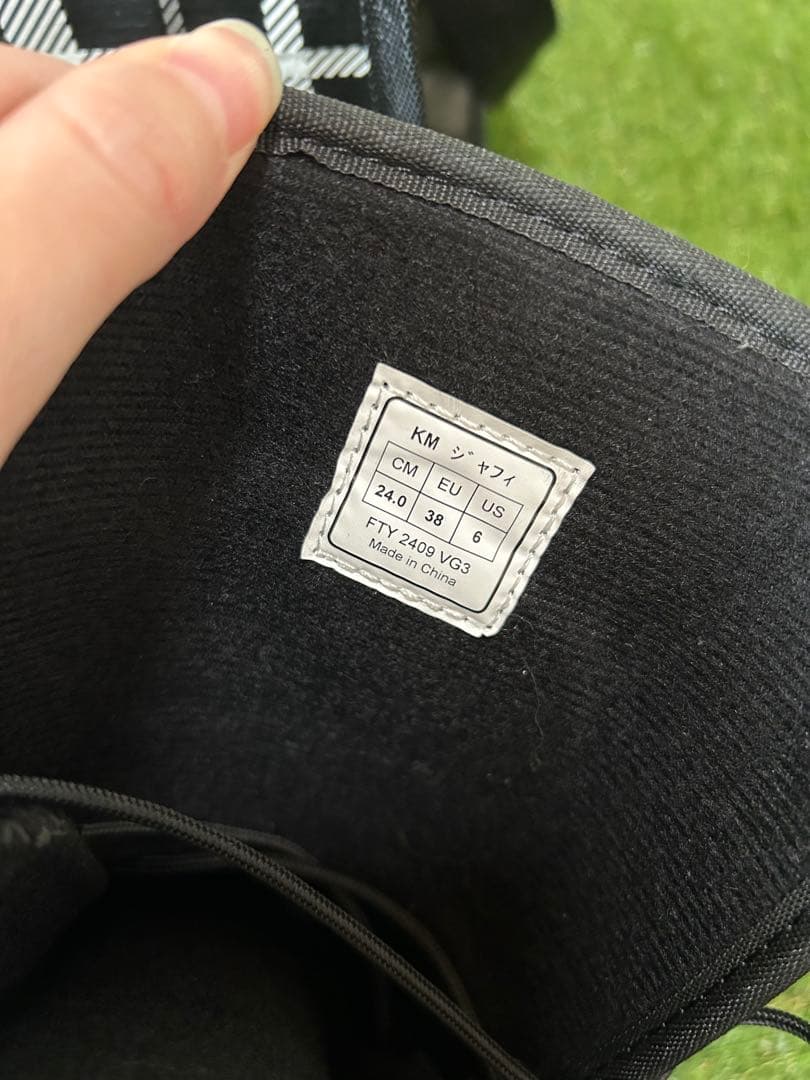 KM ジャフィ
CM EU US
24.0 38 6
FTY 2409 VG3
Made in China